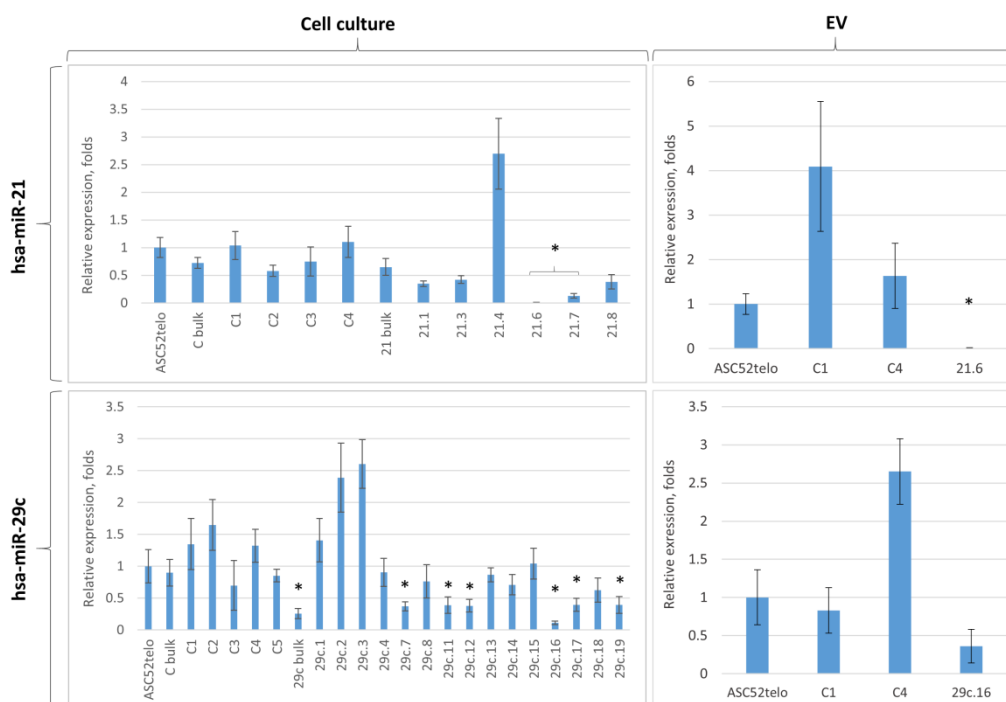 Cell culture
EV
hsa-miR-21
Relative expression, folds
4
3.5
3
2.5
2
1.5
1
0.5
0
*
ASC52telo
C bulk
C1
C2
C3
C4
21 bulk
21.1
21.3
21.4
21.6
21.7
21.8
Relative expression, folds
6
5
4
3
2
1
0
*
ASC52telo
C1
C4
21.6
hsa-miR-29c
Relative expression, folds
3.5
3
2.5
2
1.5
1
0.5
0
* * * * * * *
ASC52telo
C bulk
C1
C2
C3
C4
C5
29c bulk
29c.1
29c.2
29c.3
29c.4
29c.7
29c.8
29c.11
29c.12
29c.13
29c.14
29c.15
29c.16
29c.17
29c.18
29c.19
Relative expression, folds
3.5
3
2.5
2
1.5
1
0.5
0
ASC52telo
C1
C4
29c.16